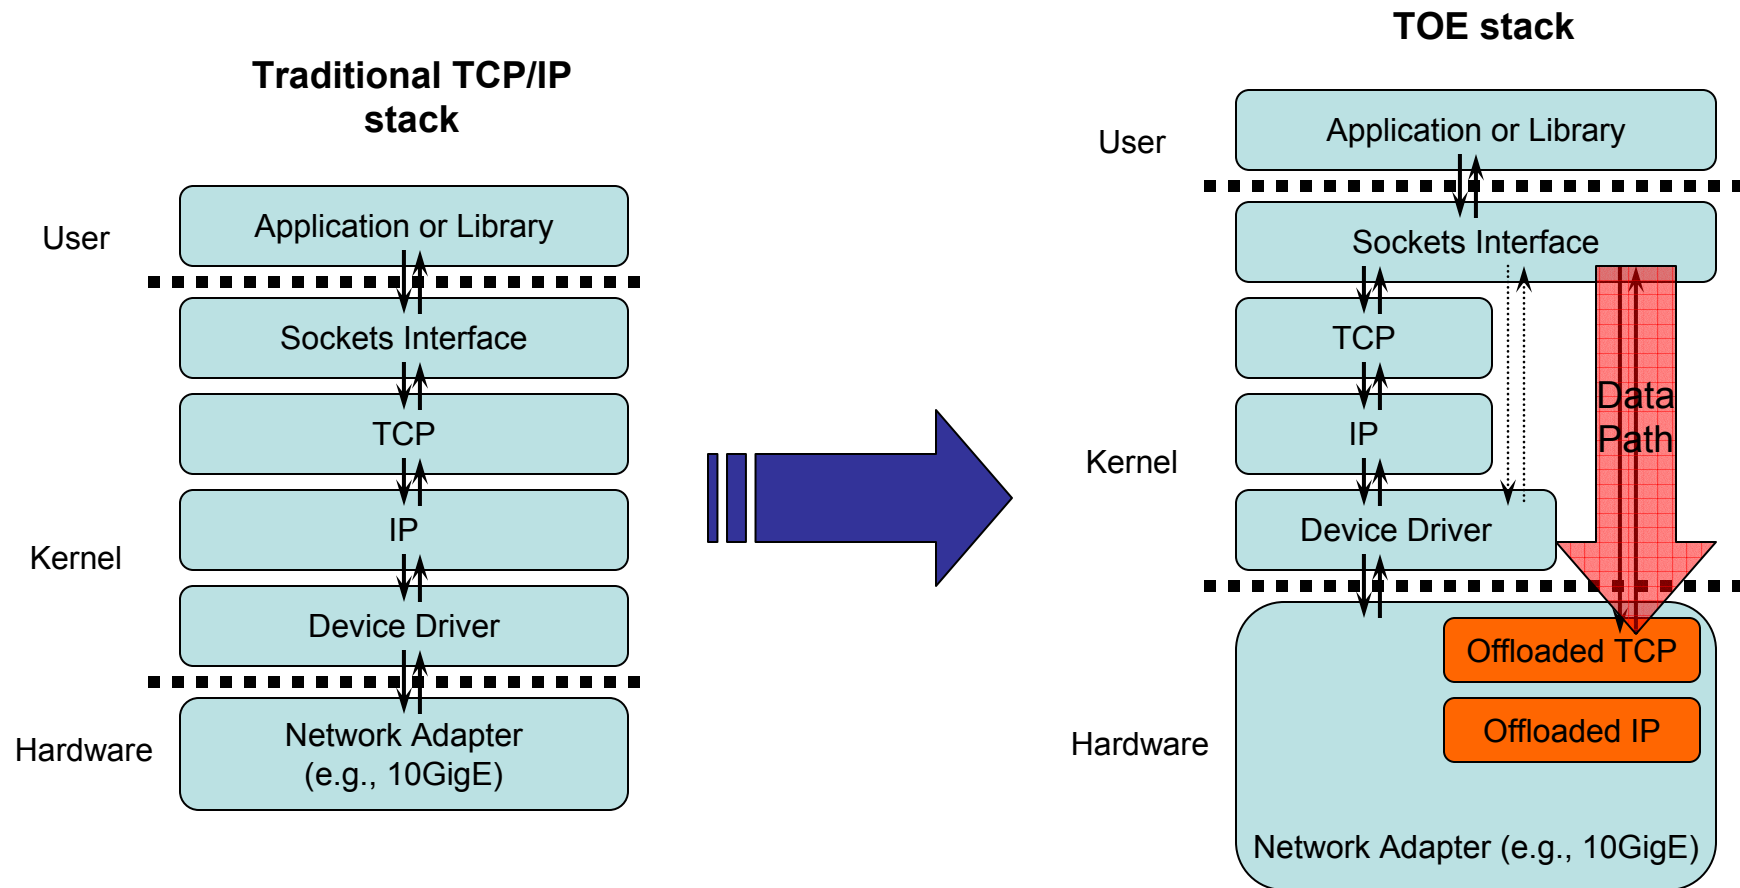 Traditional TCP/IP
stack
User
Application or Library
Sockets Interface
TCP
IP
Kernel
Device Driver
Hardware
Network Adapter
(e.g., 10GigE)
TOE stack
User
Application or Library
Sockets Interface
TCP
IP
Data
Path
Kernel
Device Driver
Offloaded TCP
Offloaded IP
Hardware
Network Adapter (e.g., 10GigE)